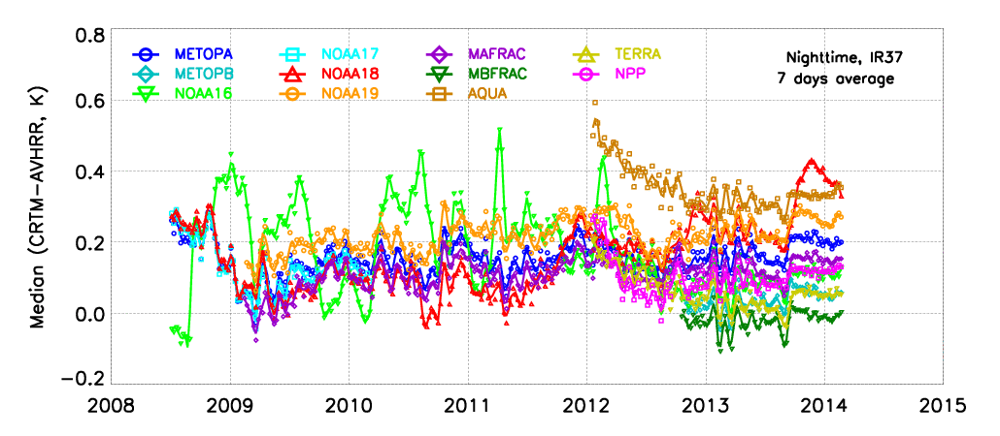 0.8
METOPA NOAA17 MAFRAC TERRA Nighttime, IR37
METOPB NOAA18 MBFRAC NPP 7 days average
NOAA16 NOAA19 AQUA
0.6
0.4
0.2
0.0
−0.2
Median (CRTM−AVHRR, K)
2008 2009 2010 2011 2012 2013 2014 2015